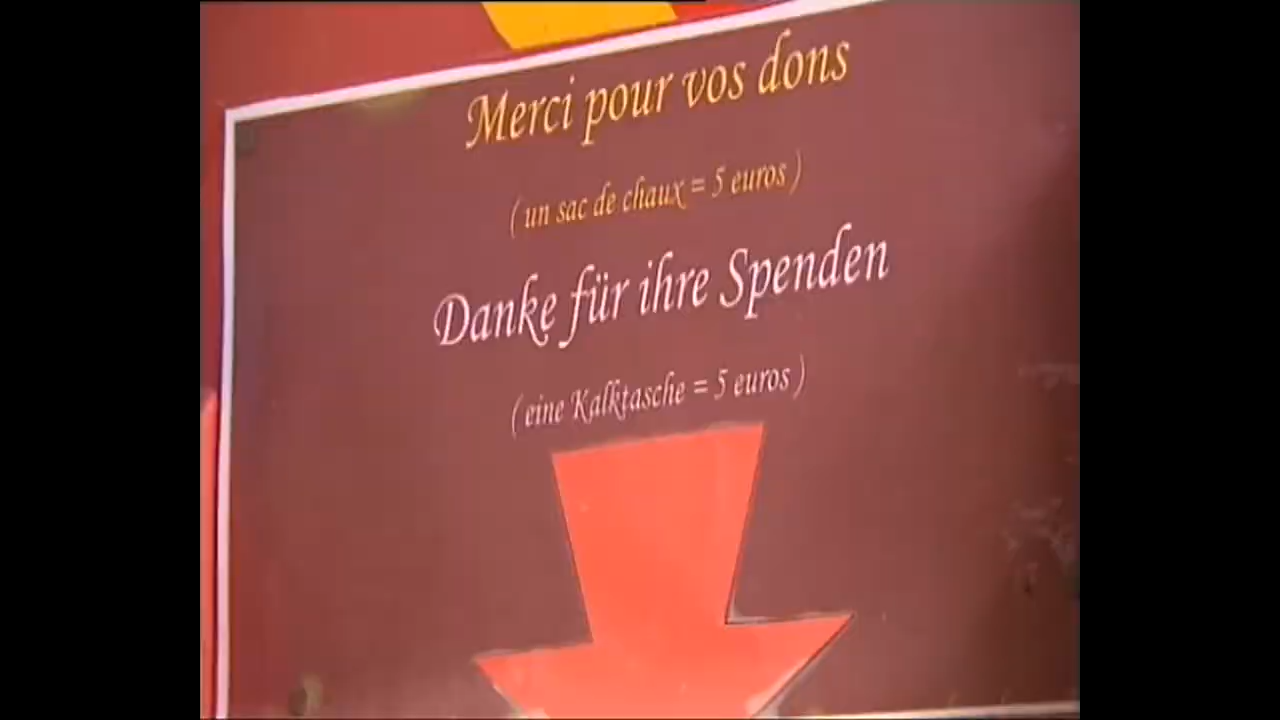 Merci pour vos dons
( un sac de chaux = 5 euros )
Danke für ihre Spenden
( eine Kalktasche = 5 euros )